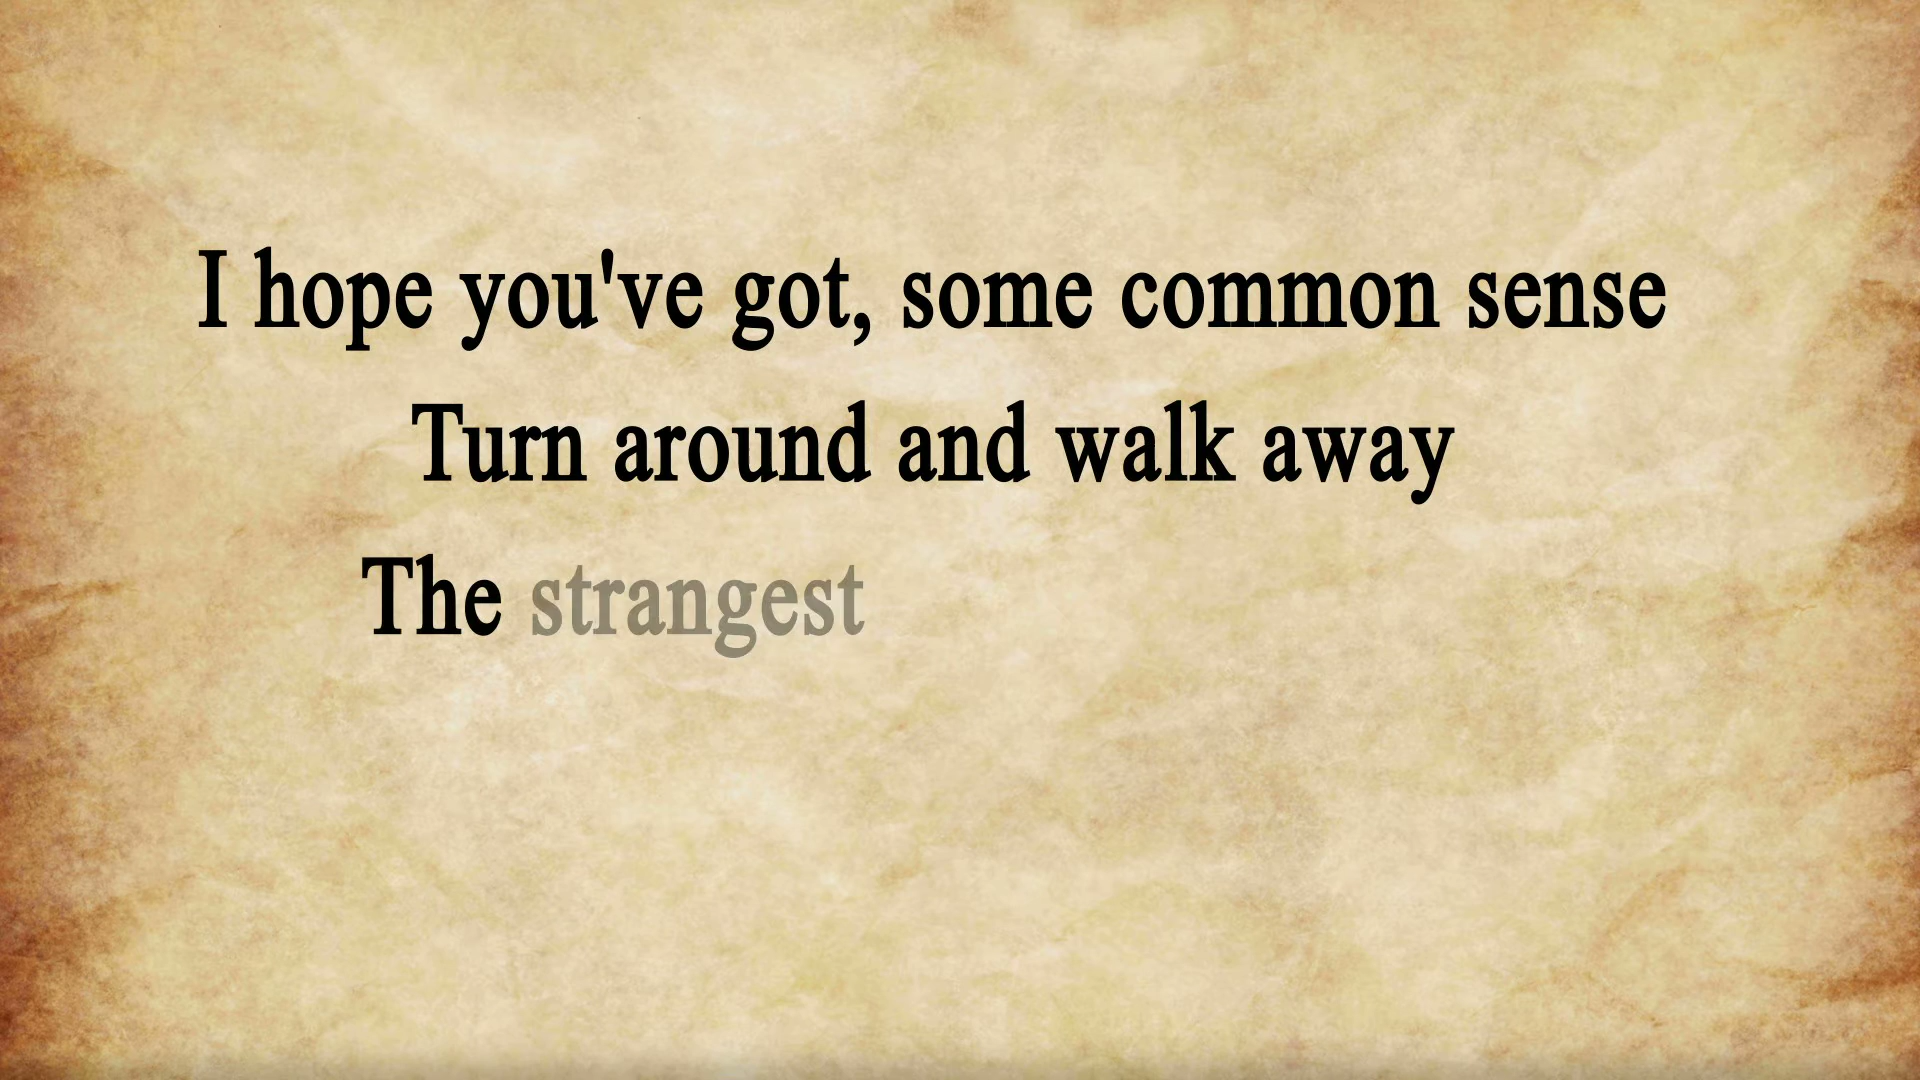 I hope you've got, some common sense
Turn around and walk away
The strangest